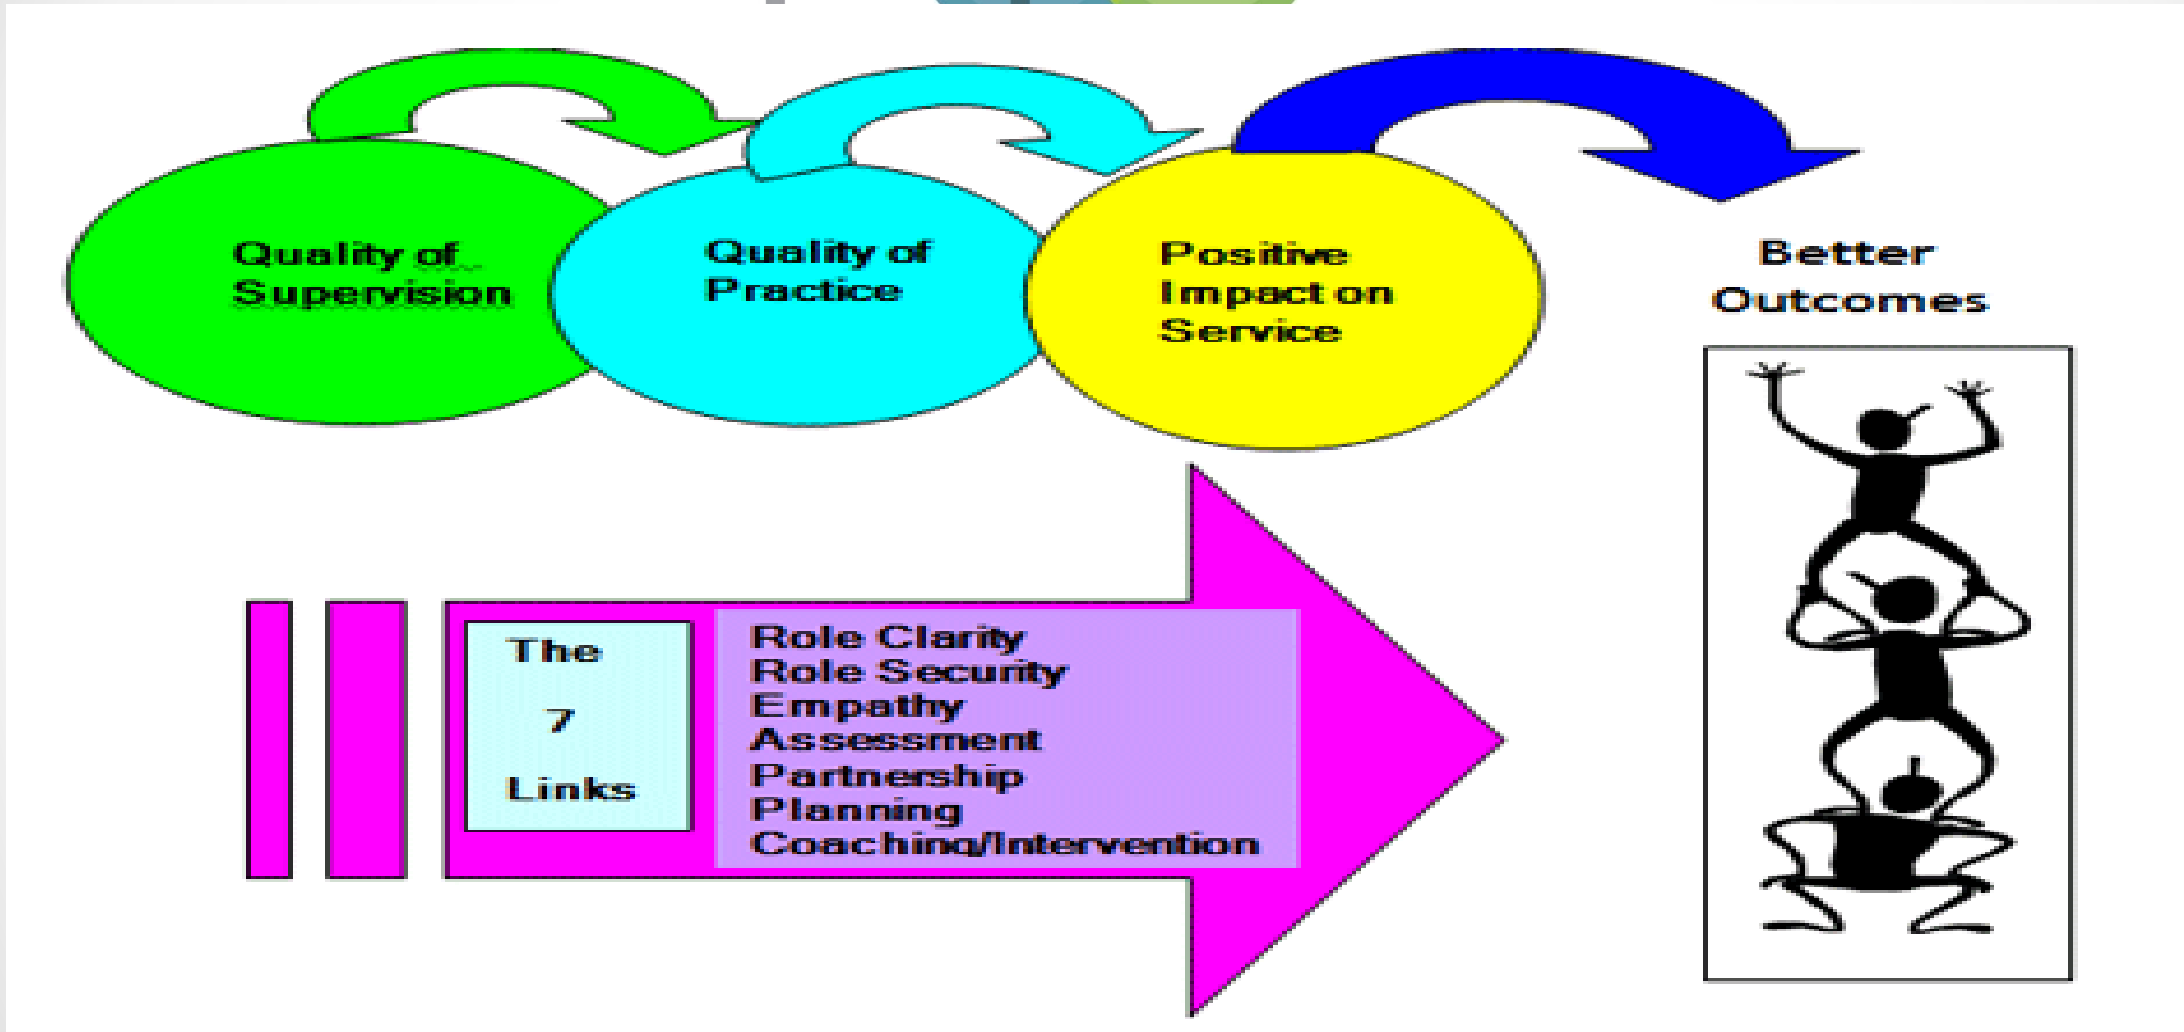 Quality of
Supervision
Quality of
Practice
Positive
Impact on
Service
Better
Outcomes
The
7
Links
Role Clarity
Role Security
Empathy
Assessment
Partnership
Planning
Coaching/Intervention